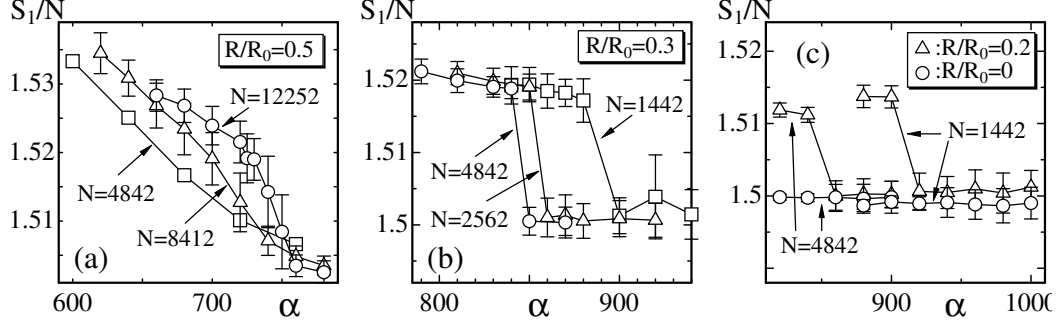 S1/N
R/R0=0.5
1.53
1.52
1.51
N=12252
N=4842
N=8412
(a)
600
700
α
S1/N
R/R0=0.3
1.52
1.51
1.5
N=1442
N=4842
N=2562
(b)
800
900
α
S1/N
(c)
△:R/R0=0.2
○:R/R0=0
1.52
1.51
1.5
N=1442
N=4842
900
1000
α